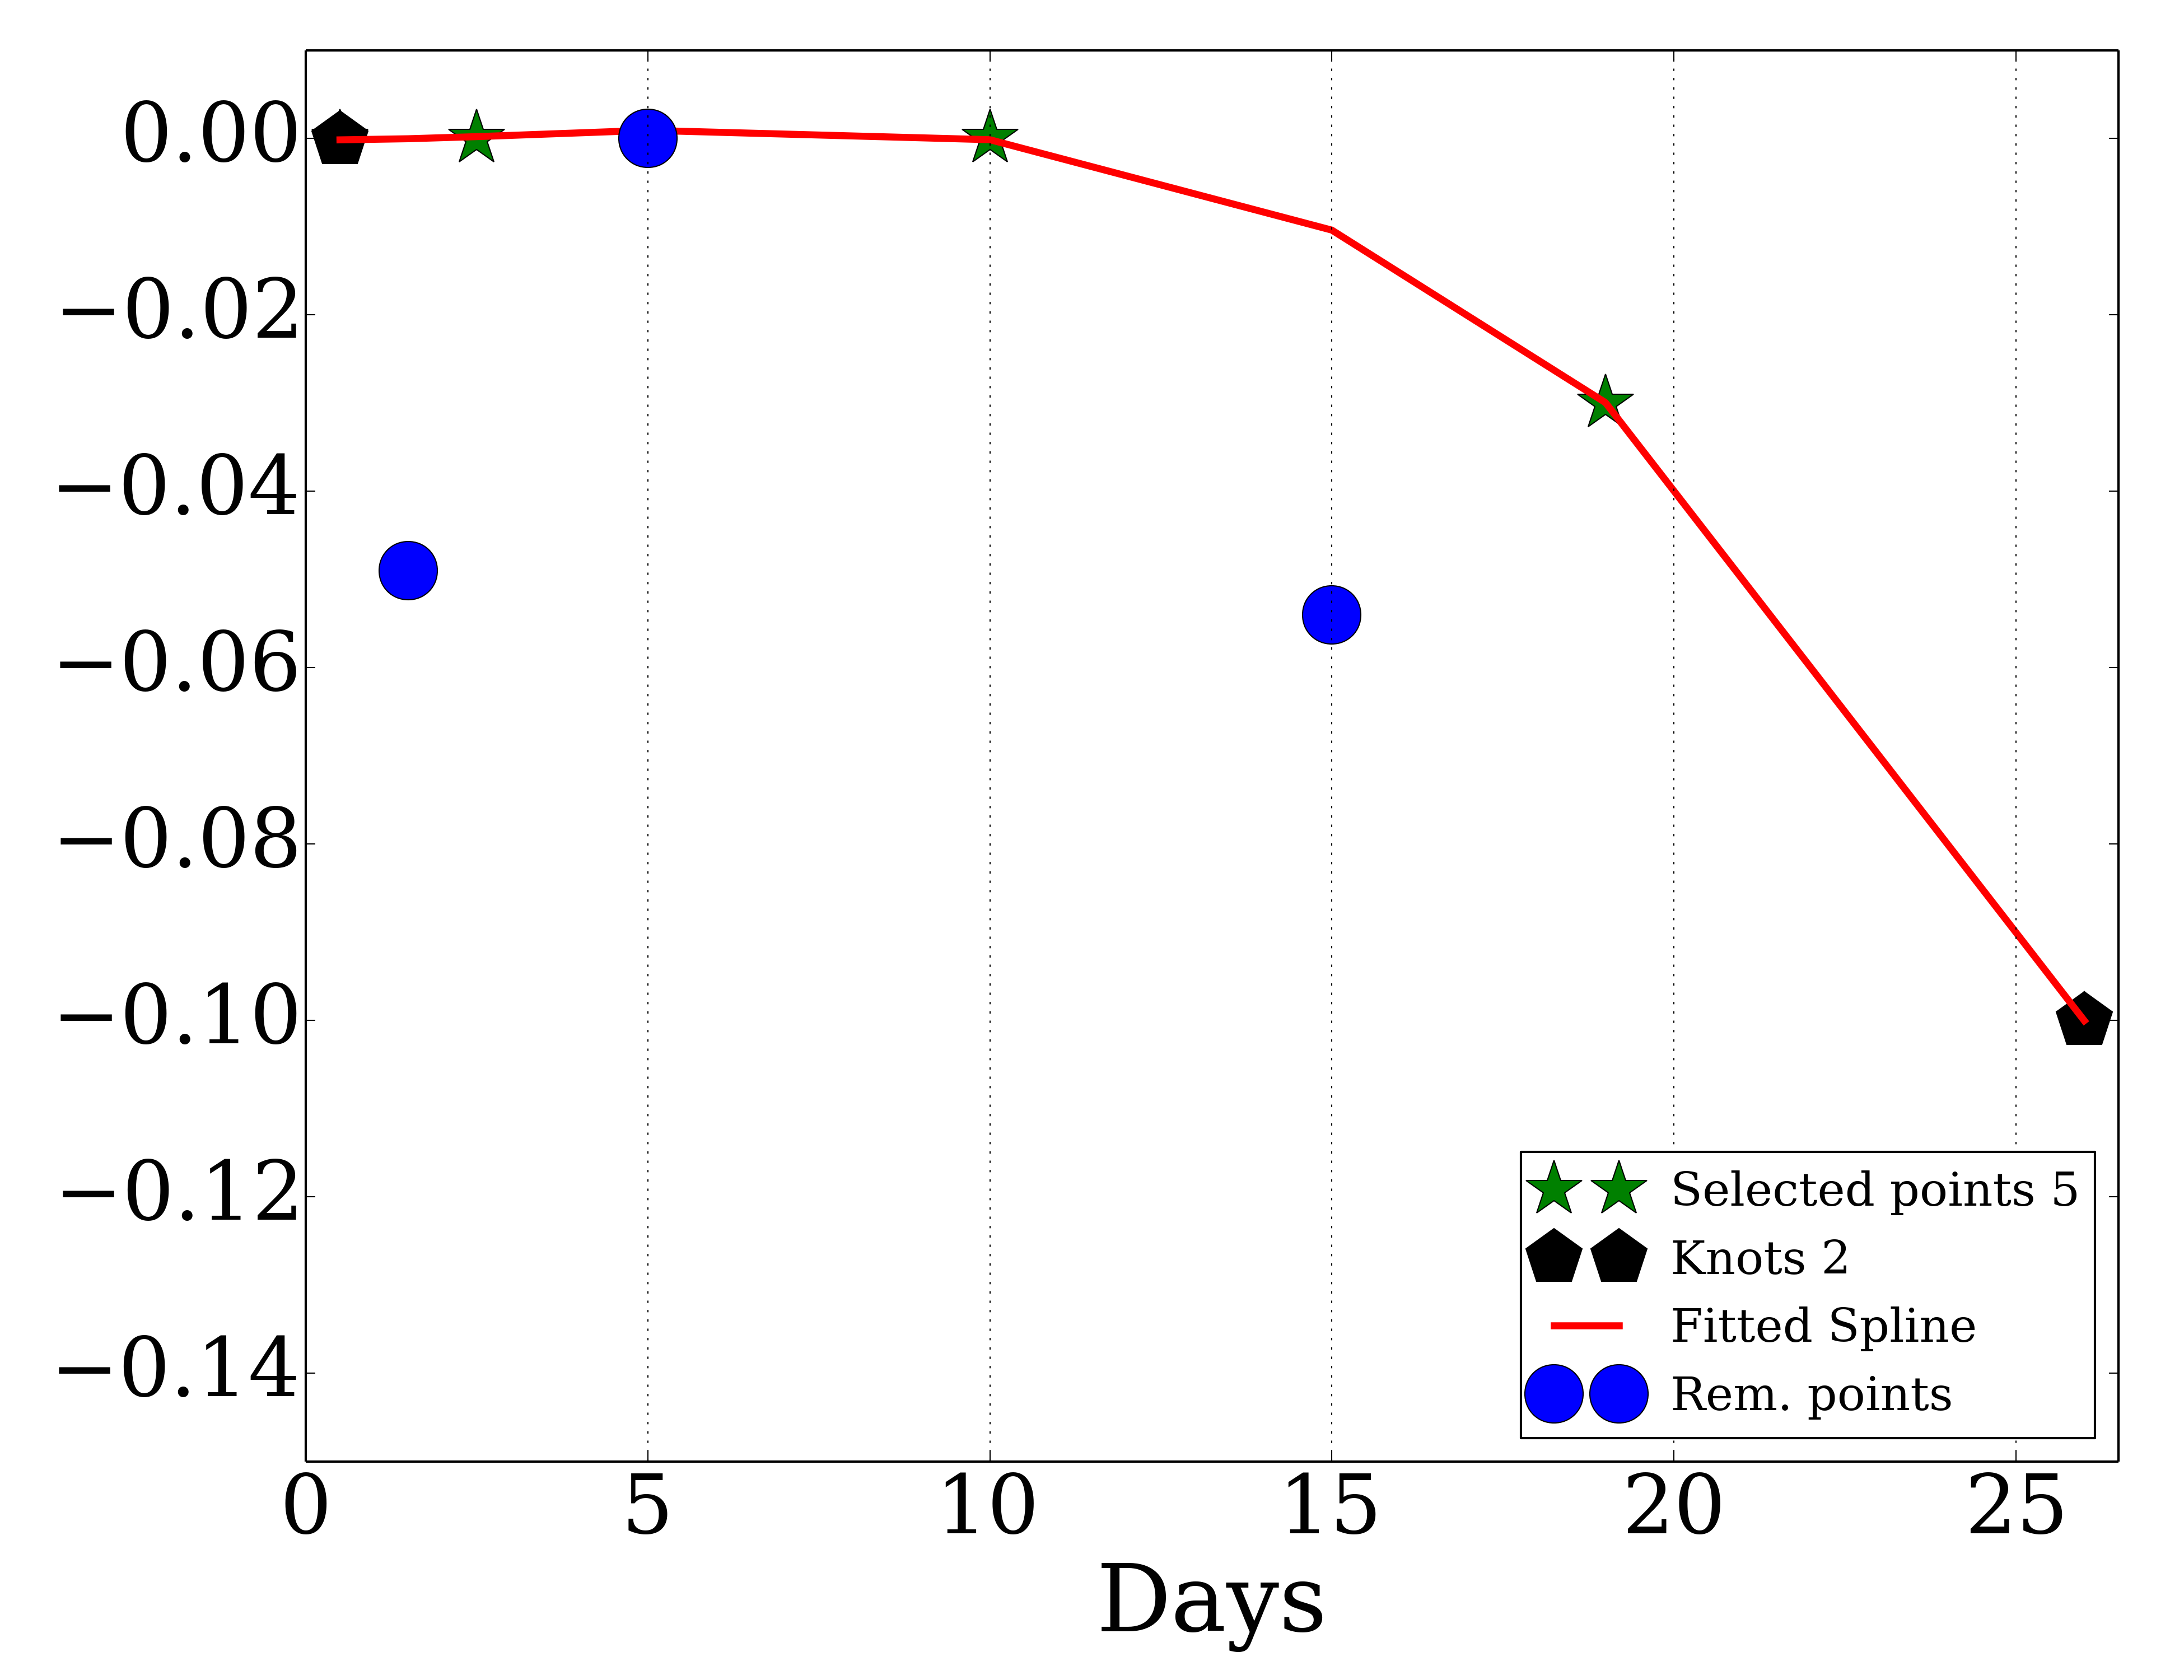 0.00
−0.02
−0.04
−0.06
−0.08
−0.10
−0.12
−0.14
Selected points 5
Knots 2
Fitted Spline
Rem. points
0 5 10 15 20 25
Days